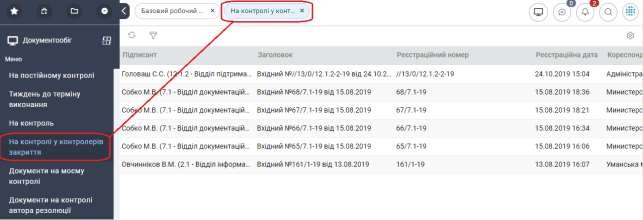 Базовий робочий ...
На контролі у конт...
0
2
Документообіг
Меню
На постійному контролі
Тиждень до терміну
виконання
На контроль
На контролі у контролерів
закриття
Документи на моєму
контролі
Документи на контролі
автора резолюції
Підписант Заголовок Реєстраційний номер Реєстраційна дата Кореспонд
Головаш С.С. (12.1.2 - Відділ підтрима... Вхідний №//13/0/12.1.2-2-19 від 24.10.2... //13/0/12.1.2-2-19 24.10.2019 15:04 Адміністра
Собко М.В. (7.1 - Відділ документацій... Вхідний №68/7.1-19 від 15.08.2019 68/7.1-19 15.08.2019 18:36 Министерс
Собко М.В. (7.1 - Відділ документацій... Вхідний №67/7.1-19 від 15.08.2019 67/7.1-19 15.08.2019 18:21 Министерс
Собко М.В. (7.1 - Відділ документацій... Вхідний №66/7.1-19 від 15.08.2019 66/7.1-19 15.08.2019 16:34 Министерс
Собко М.В. (7.1 - Відділ документацій... Вхідний №65/7.1-19 від 15.08.2019 65/7.1-19 15.08.2019 16:06 Министерс
Овчинніков В.М. (2.1 - Відділ інформа... Вхідний №161/1-19 від 13.08.2019 161/1-19 13.08.2019 16:07 Уманська